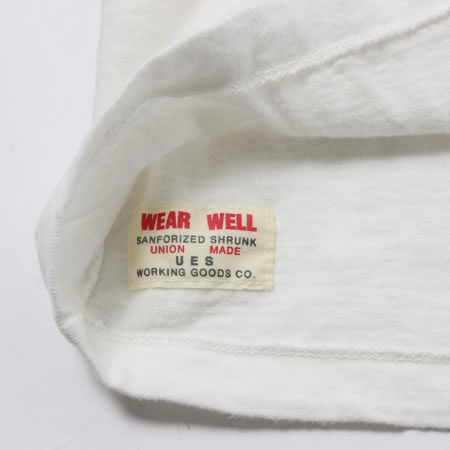 WEAR WELL
SANFORIZED SHRUNK
UNION MADE
UES
WORKING GOODS CO.